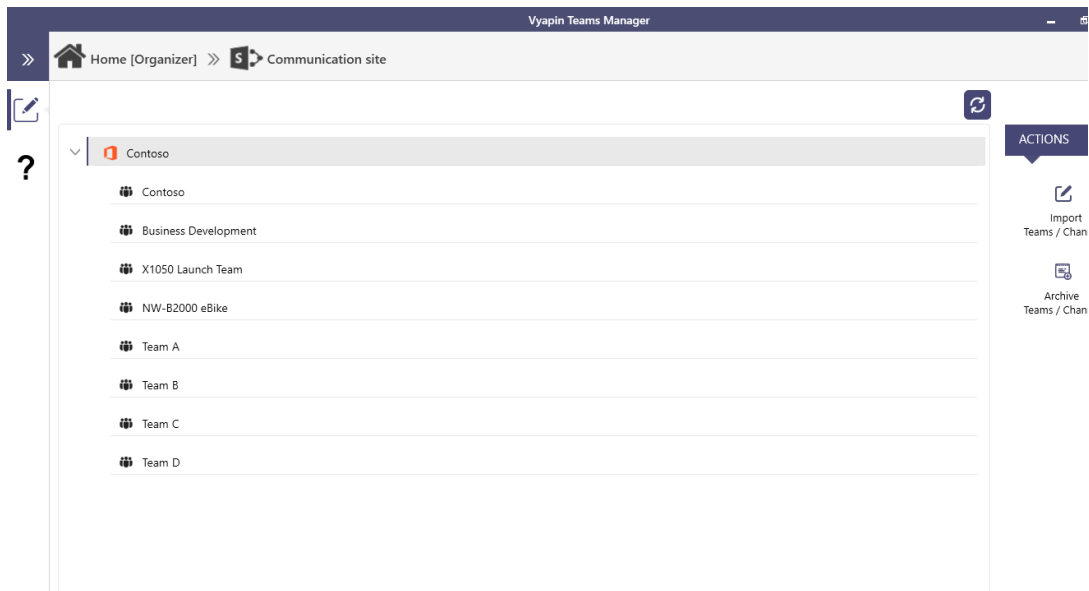 Vyapin Teams Manager
Home [Organizer] Communication site
Contoso
ACTIONS
Contoso
Business Development
X1050 Launch Team
NW-B2000 eBike
Team A
Team B
Team C
Team D
Import
Teams / Chan
Archive
Teams / Chan
?